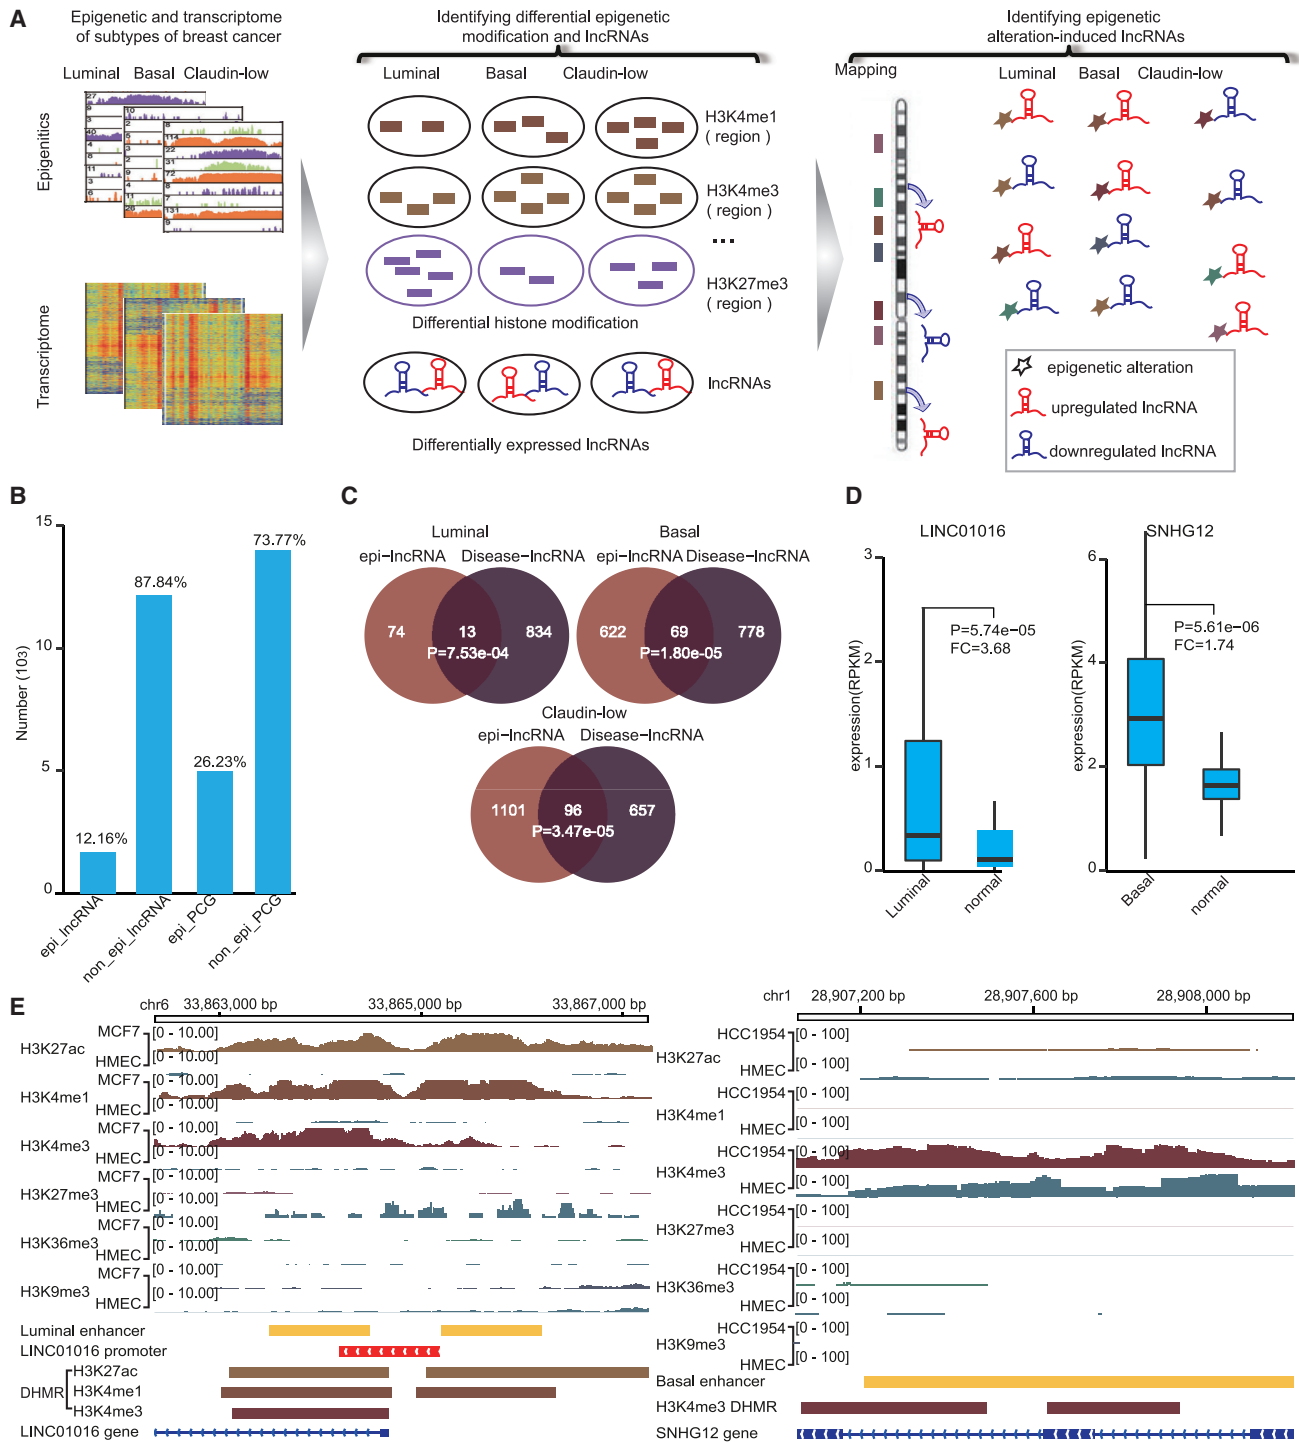 A
Epigenetic and transcriptome
of subtypes of breast cancer
Luminal Basal Claudin-low
Epigenitics
Transcriptome
Identifying differential epigenetic
modification and lncRNAs
Luminal Basal Claudin-low
H3K4me1
( region )
H3K4me3
( region )
...
H3K27me3
( region )
Differential histone modification
lncRNAs
Differentially expressed lncRNAs
Identifying epigenetic
alteration-induced lncRNAs
Mapping
Luminal Basal Claudin-low
epigenetic alteration
upregulated lncRNA
downregulated lncRNA
B
Number (103)
15
10
5
0
12.16%
87.84%
26.23%
73.77%
epi_lncRNA
non_epi_lncRNA
epi_PCG
non_epi_PCG
C
Luminal
epi-lncRNA Disease-lncRNA
74 13 834
P=7.53e-04
Basal
epi-lncRNA Disease-lncRNA
622 69 778
P=1.80e-05
Claudin-low
epi-lncRNA Disease-lncRNA
1101 96 657
P=3.47e-05
D
LINC01016
expression(RPKM)
3
2
1
0
P=5.74e-05
FC=3.68
Luminal
normal
SNHG12
expression(RPKM)
6
4
2
0
P=5.61e-06
FC=1.74
Basal
normal
E
chr6 33,863,000 bp 33,865,000 bp 33,867,000 bp
H3K27ac
MCF7 [0 - 10.00]
HMEC [0 - 10.00]
H3K4me1
MCF7 [0 - 10.00]
HMEC [0 - 10.00]
H3K4me3
MCF7 [0 - 10.00]
HMEC [0 - 10.00]
H3K27me3
MCF7 [0 - 10.00]
HMEC [0 - 10.00]
H3K36me3
MCF7 [0 - 10.00]
HMEC [0 - 10.00]
H3K9me3
MCF7 [0 - 10.00]
HMEC [0 - 10.00]
Luminal enhancer
LINC01016 promoter
DHMR
H3K27ac
H3K4me1
H3K4me3
LINC01016 gene
chr1 28,907,200 bp 28,907,600 bp 28,908,000 bp
H3K27ac
HCC1954 [0 - 100]
HMEC [0 - 100]
H3K4me1
HCC1954 [0 - 100]
HMEC [0 - 100]
H3K4me3
HCC1954 [0 - 100]
HMEC [0 - 100]
H3K27me3
HCC1954 [0 - 100]
HMEC [0 - 100]
H3K36me3
HCC1954 [0 - 100]
HMEC [0 - 100]
H3K9me3
HCC1954 [0 - 100]
HMEC [0 - 100]
Basal enhancer
H3K4me3 DHMR
SNHG12 gene